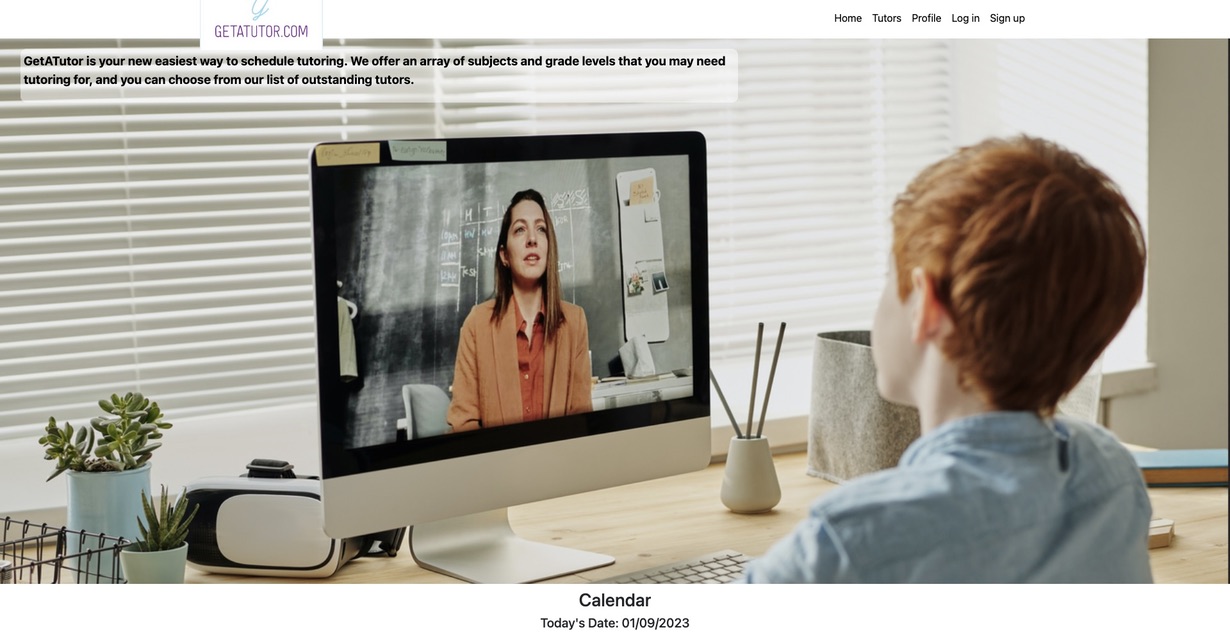 GETATUTOR.COM
Home Tutors Profile Log in Sign up
GetATutor is your new easiest way to schedule tutoring. We offer an array of subjects and grade levels that you may need
tutoring for, and you can choose from our list of outstanding tutors.
M T
Test
Calendar
Today's Date: 01/09/2023